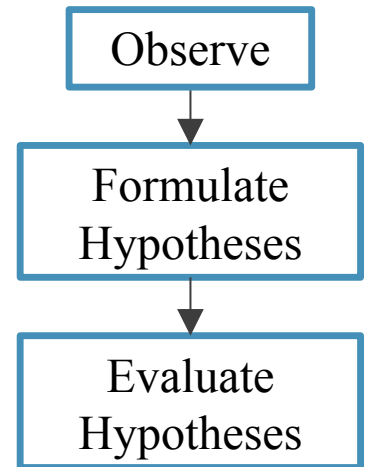 Observe
Formulate
Hypotheses
Evaluate
Hypotheses